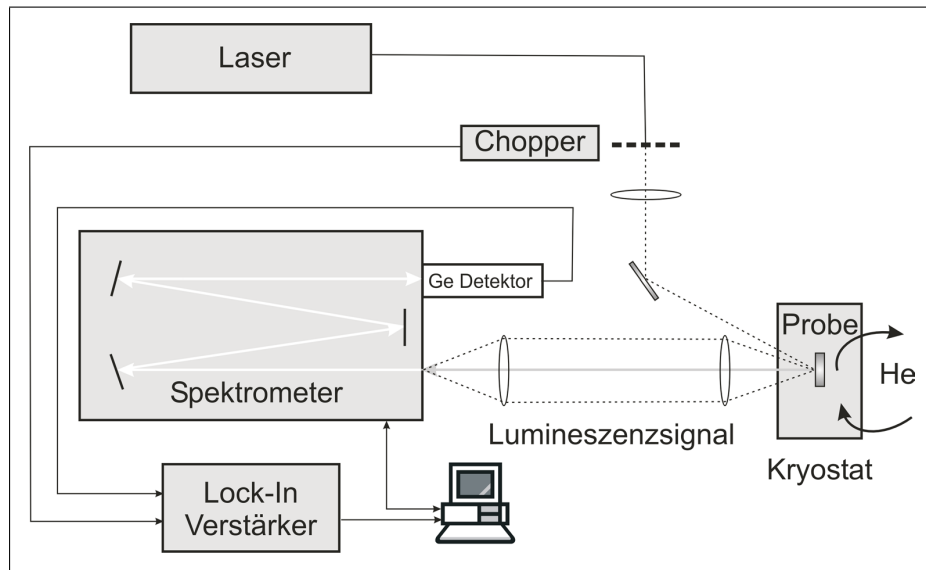 Laser
Chopper
Ge Detektor
Probe
He
Spektrometer
Lumineszenzsignal
Kryostat
Lock-In
Verstärker